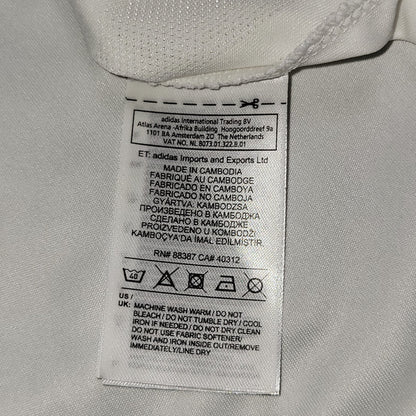 adidas International Trading BV
Atlas Arena -Afrika Building Hoogoorddreef 9a
1101 BA Amsterdam ZO The Netherlands
VAT NO. NL 8073.01.322.B.01
ET: adidas Imports and Exports Ltd
MADE IN CAMBODIA
FABRIQUÉ AU CAMBODGE
FABRICADO EN CAMBOYA
FABRICADO NO CAMBOJA
GYÁRTVA: KAMBODZSA
ПРОИЗВЕДЕНО В КАМБОДЖА
СДЕЛАНО В КАМБОДЖЕ
PROIZVEDENO U KOMBODŽI
KAMBOÇYA'DA İMAL EDİLMİŞTİR.
RN# 88387 CA# 40312
40
US /
UK: MACHINE WASH WARM / DO NOT
BLEACH / DO NOT TUMBLE DRY / COOL
IRON IF NEEDED / DO NOT DRY CLEAN
DO NOT USE FABRIC SOFTENER/
WASH AND IRON INSIDE OUT/REMOVE
IMMEDIATELY/LINE DRY